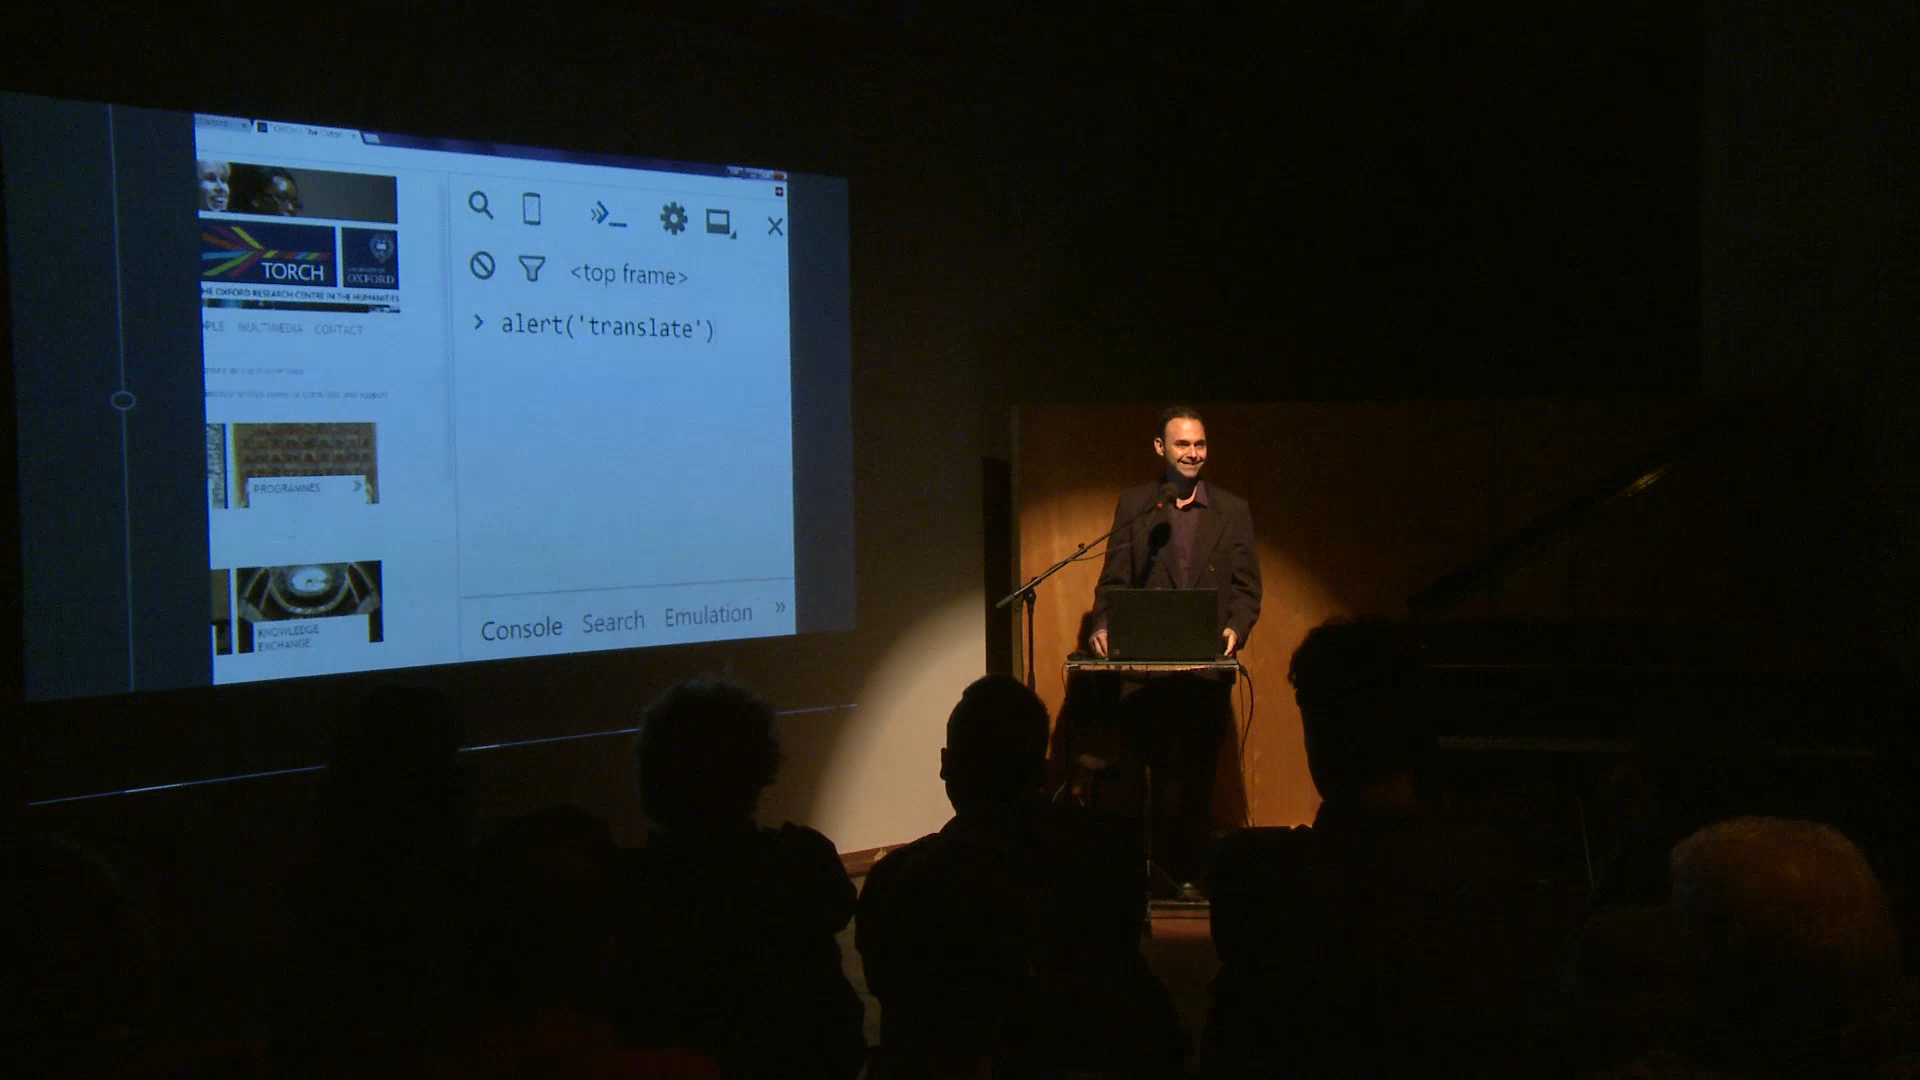 TORCH
OXFORD
THE OXFORD RESEARCH CENTRE IN THE HUMANITIES
MULTIMEDIA CONTACT
PROGRAMMES »
KNOWLEDGE
EXCHANGE
<top frame>
> alert('translate')
Console Search Emulation »